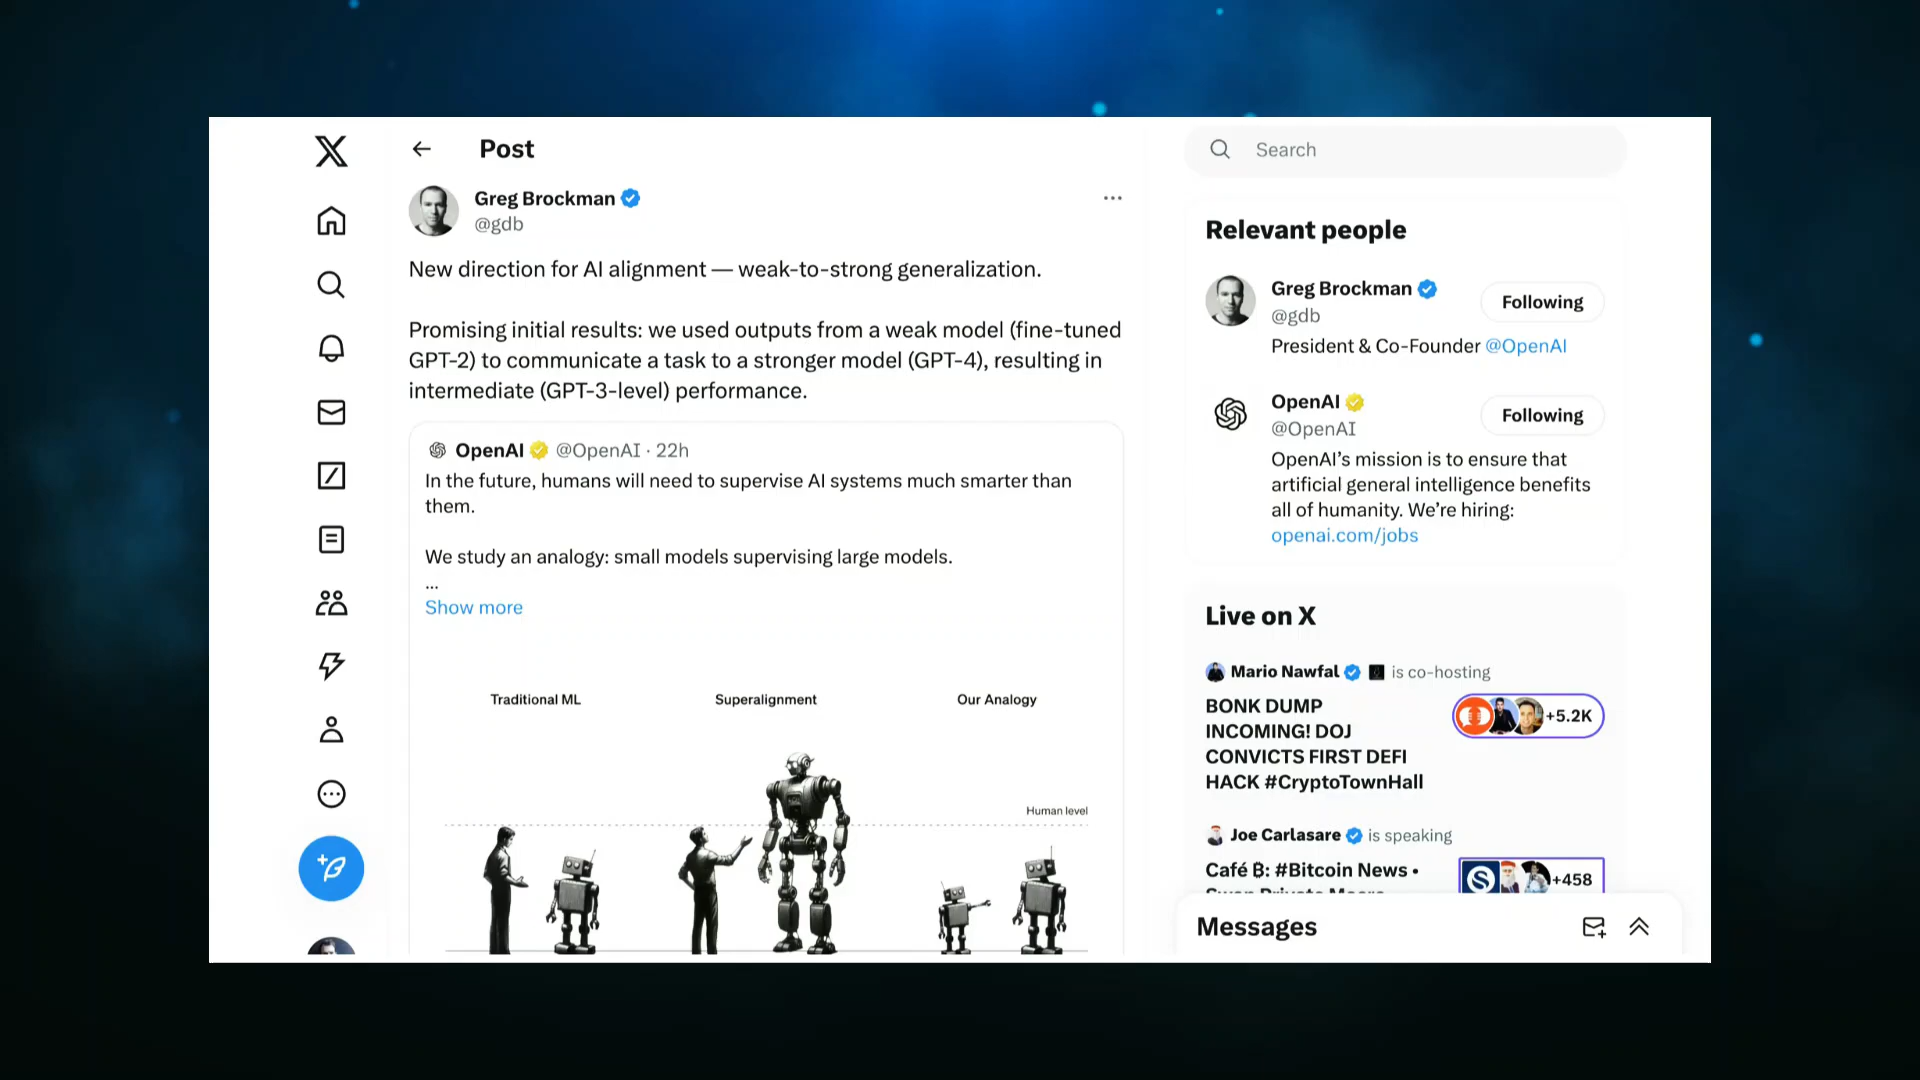 Post
Greg Brockman
@gdb
New direction for AI alignment — weak-to-strong generalization.
Promising initial results: we used outputs from a weak model (fine-tuned
GPT-2) to communicate a task to a stronger model (GPT-4), resulting in
intermediate (GPT-3-level) performance.
OpenAI @OpenAI · 22h
In the future, humans will need to supervise AI systems much smarter than
them.
We study an analogy: small models supervising large models.
...
Show more
Traditional ML
Superalignment
Our Analogy
Human level
Search
Relevant people
Greg Brockman
@gdb
Following
President & Co-Founder @OpenAI
OpenAI
@OpenAI
Following
OpenAI’s mission is to ensure that
artificial general intelligence benefits
all of humanity. We’re hiring:
openai.com/jobs
Live on X
Mario Nawfal is co-hosting
BONK DUMP
INCOMING! DOJ
CONVICTS FIRST DEFI
HACK #CryptoTownHall
+5.2K
Joe Carlasare is speaking
Café ₿: #Bitcoin News •
+458
Messages